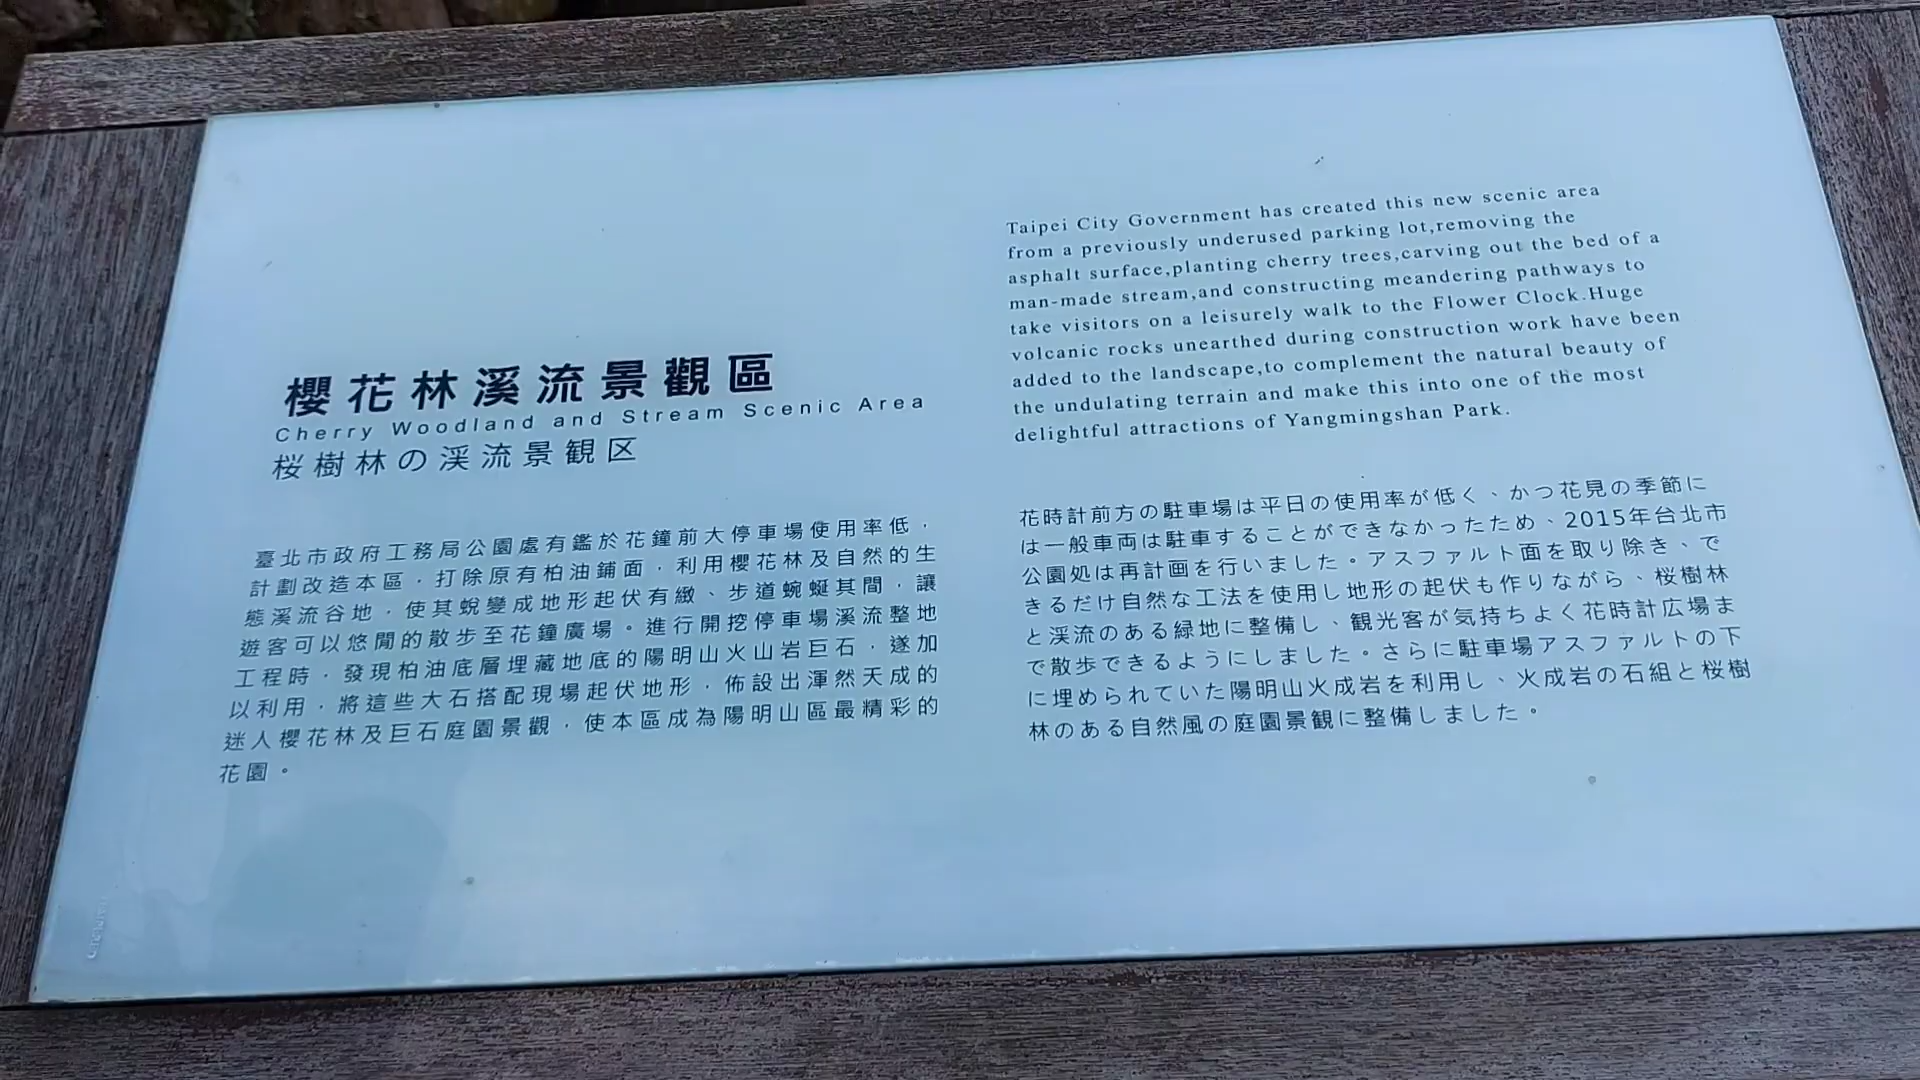 櫻花林溪流景觀區
Cherry Woodland and Stream Scenic Area
桜樹林の渓流景観区
臺北市政府工務局公園處有鑑於花鐘前大停車場使用率低，
計劃改造本區，打除原有柏油鋪面，利用櫻花林及自然的生
態溪流谷地，使其蛻變成地形起伏有緻、步道蜿蜒其間，讓
遊客可以悠閒的散步至花鐘廣場。進行開挖停車場溪流整地
工程時，發現柏油底層埋藏地底的陽明山火山岩巨石，遂加
以利用，將這些大石搭配現場起伏地形，佈設出渾然天成的
迷人櫻花林及巨石庭園景觀，使本區成為陽明山區最精彩的
花園。
Taipei City Government has created this new scenic area
from a previously underused parking lot,removing the
asphalt surface,planting cherry trees,carving out the bed of a
man-made stream,and constructing meandering pathways to
take visitors on a leisurely walk to the Flower Clock.Huge
volcanic rocks unearthed during construction work have been
added to the landscape,to complement the natural beauty of
the undulating terrain and make this into one of the most
delightful attractions of Yangmingshan Park.
花時計前方の駐車場は平日の使用率が低く、かつ花見の季節に
は一般車両は駐車することができなかったため、2015年台北市
公園処は再計画を行いました。アスファルト面を取り除き、で
きるだけ自然な工法を使用し地形の起伏も作りながら、桜樹林
と渓流のある緑地に整備し、観光客が気持ちよく花時計広場ま
で散歩できるようにしました。さらに駐車場アスファルトの下
に埋められていた陽明山火成岩を利用し、火成岩の石組と桜樹
林のある自然風の庭園景観に整備しました。